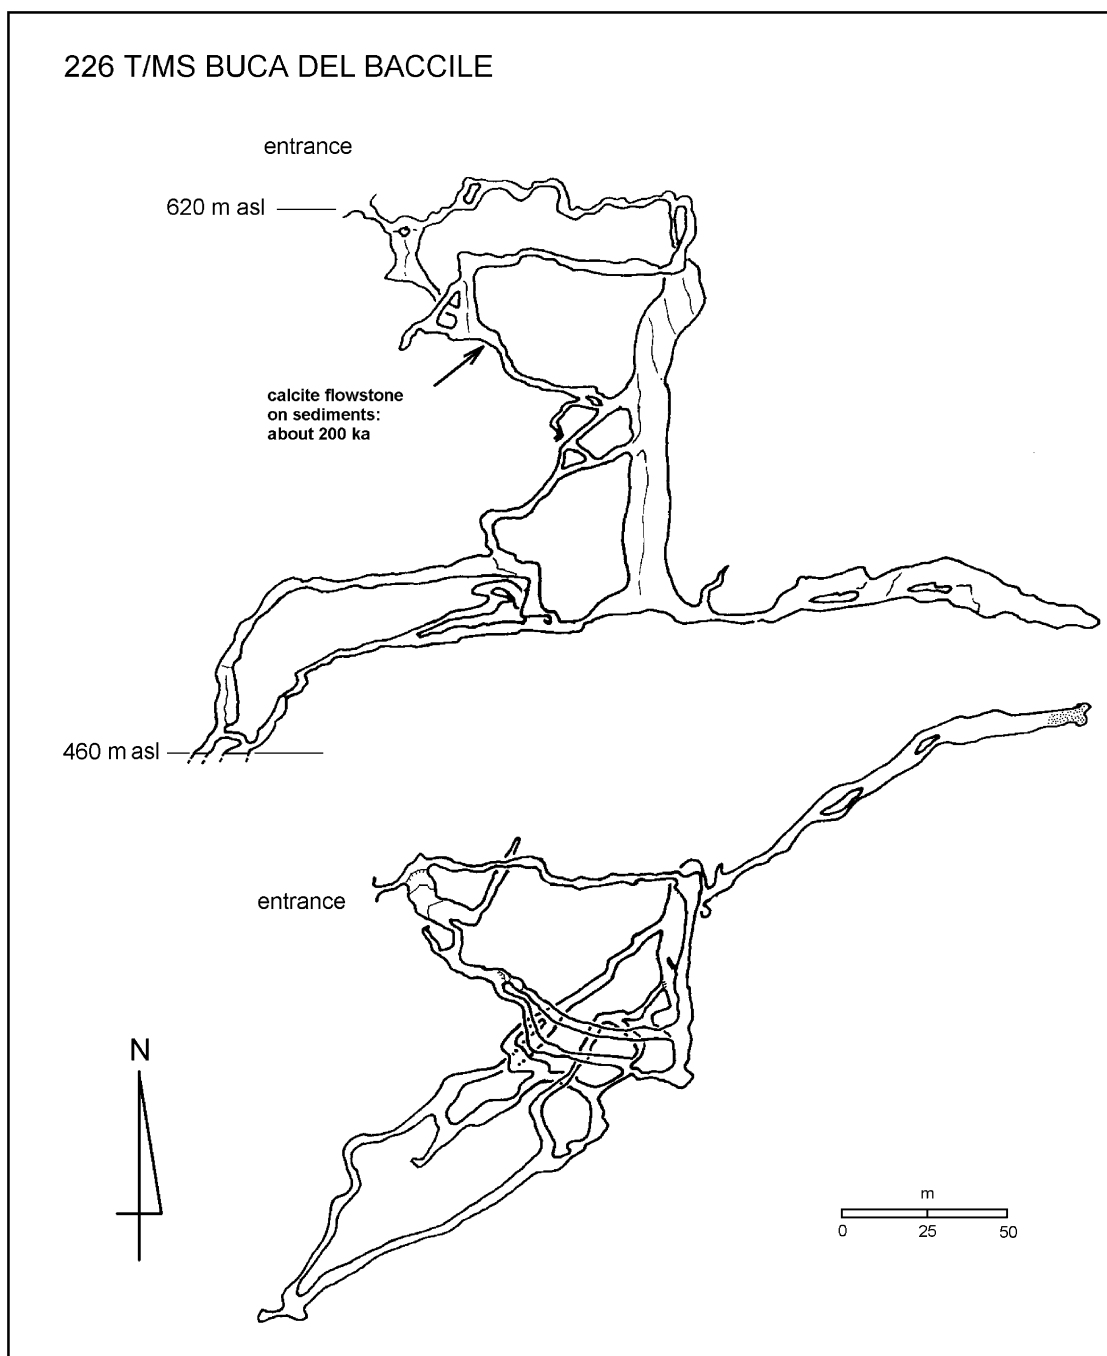 226 T/MS BUCA DEL BACCILE
entrance
620 m asl
calcite flowstone
on sediments:
about 200 ka
460 m asl
entrance
N
m
0 25 50